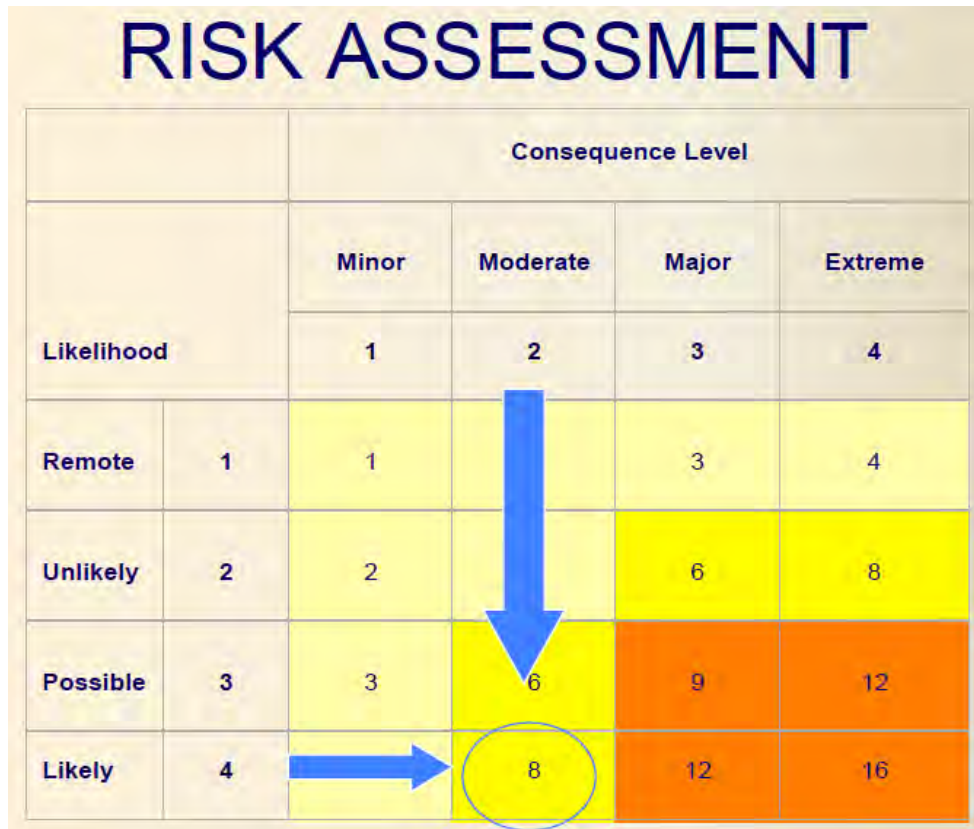 RISK ASSESSMENT
Consequence Level
Minor Moderate Major Extreme
Likelihood 1 2 3 4
Remote 1 1 3 4
Unlikely 2 2 6 8
Possible 3 3 6 9 12
Likely 4 8 12 16